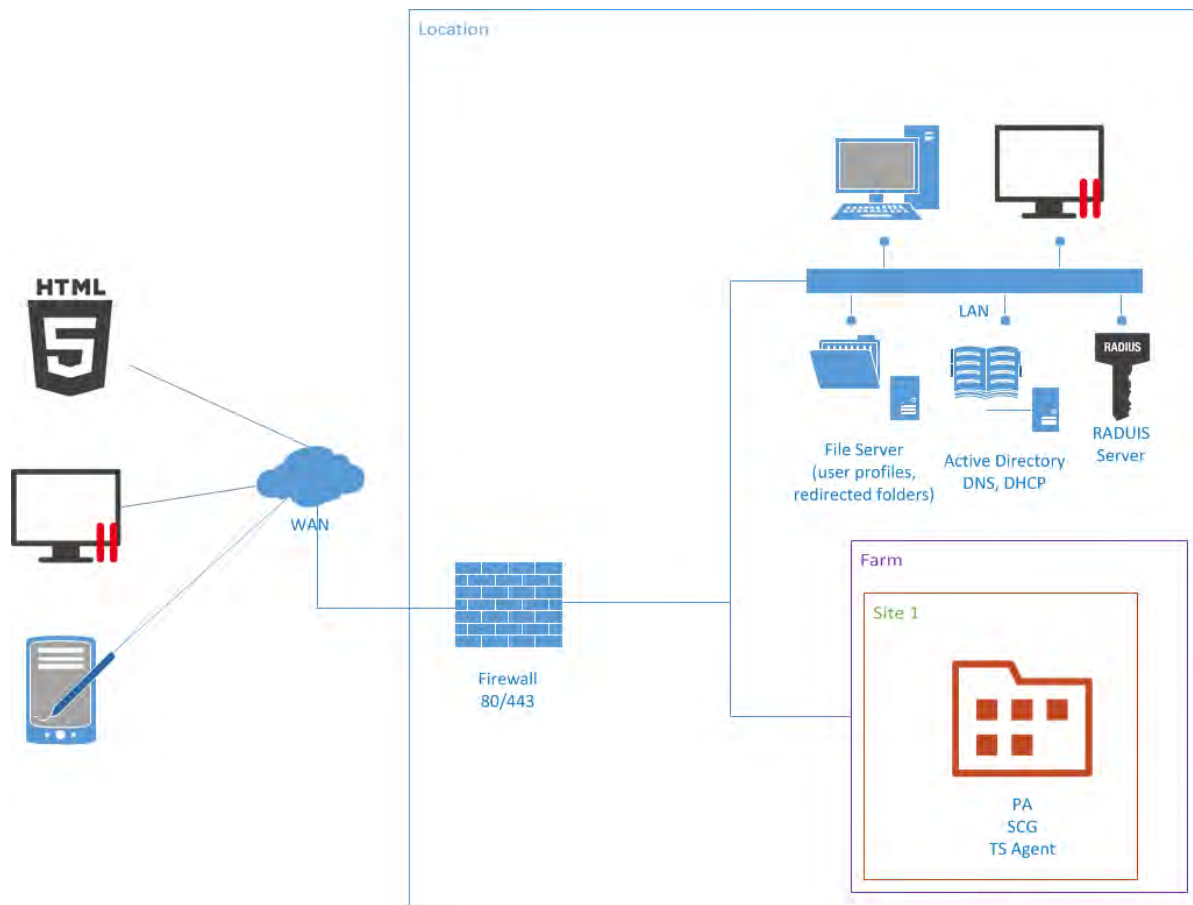 Location
HTML
5
WAN
Firewall
80/443
LAN
File Server
(user profiles,
redirected folders)
Active Directory
DNS, DHCP
RADIUS
RADUIS
Server
Farm
Site 1
PA
SCG
TS Agent